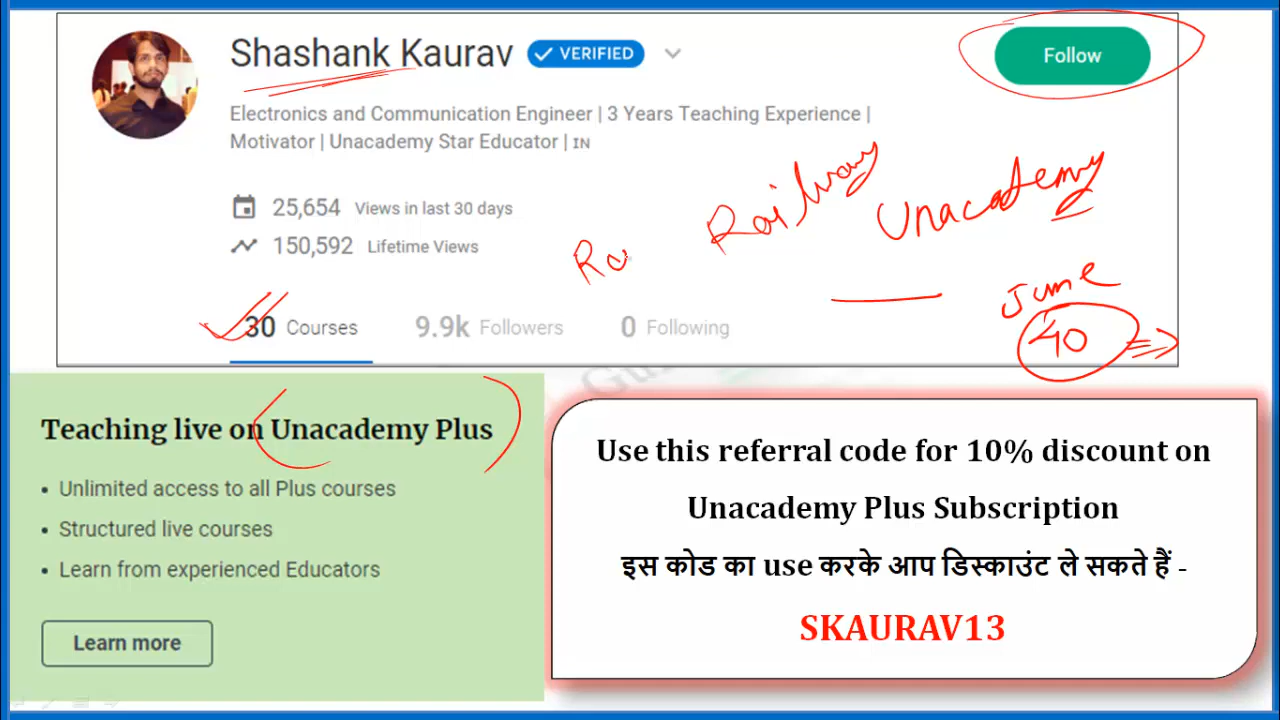 Shashank Kaurav VERIFIED
Follow
Electronics and Communication Engineer | 3 Years Teaching Experience |
Motivator | Unacademy Star Educator | IN
25,654 Views in last 30 days
150,592 Lifetime Views
Railway Unacademy
Ra
June
40
30 Courses 9.9k Followers 0 Following
Teaching live on Unacademy Plus
• Unlimited access to all Plus courses
• Structured live courses
• Learn from experienced Educators
Learn more
Use this referral code for 10% discount on
Unacademy Plus Subscription
इस कोड का use करके आप डिस्काउंट ले सकते हैं -
SKAURAV13